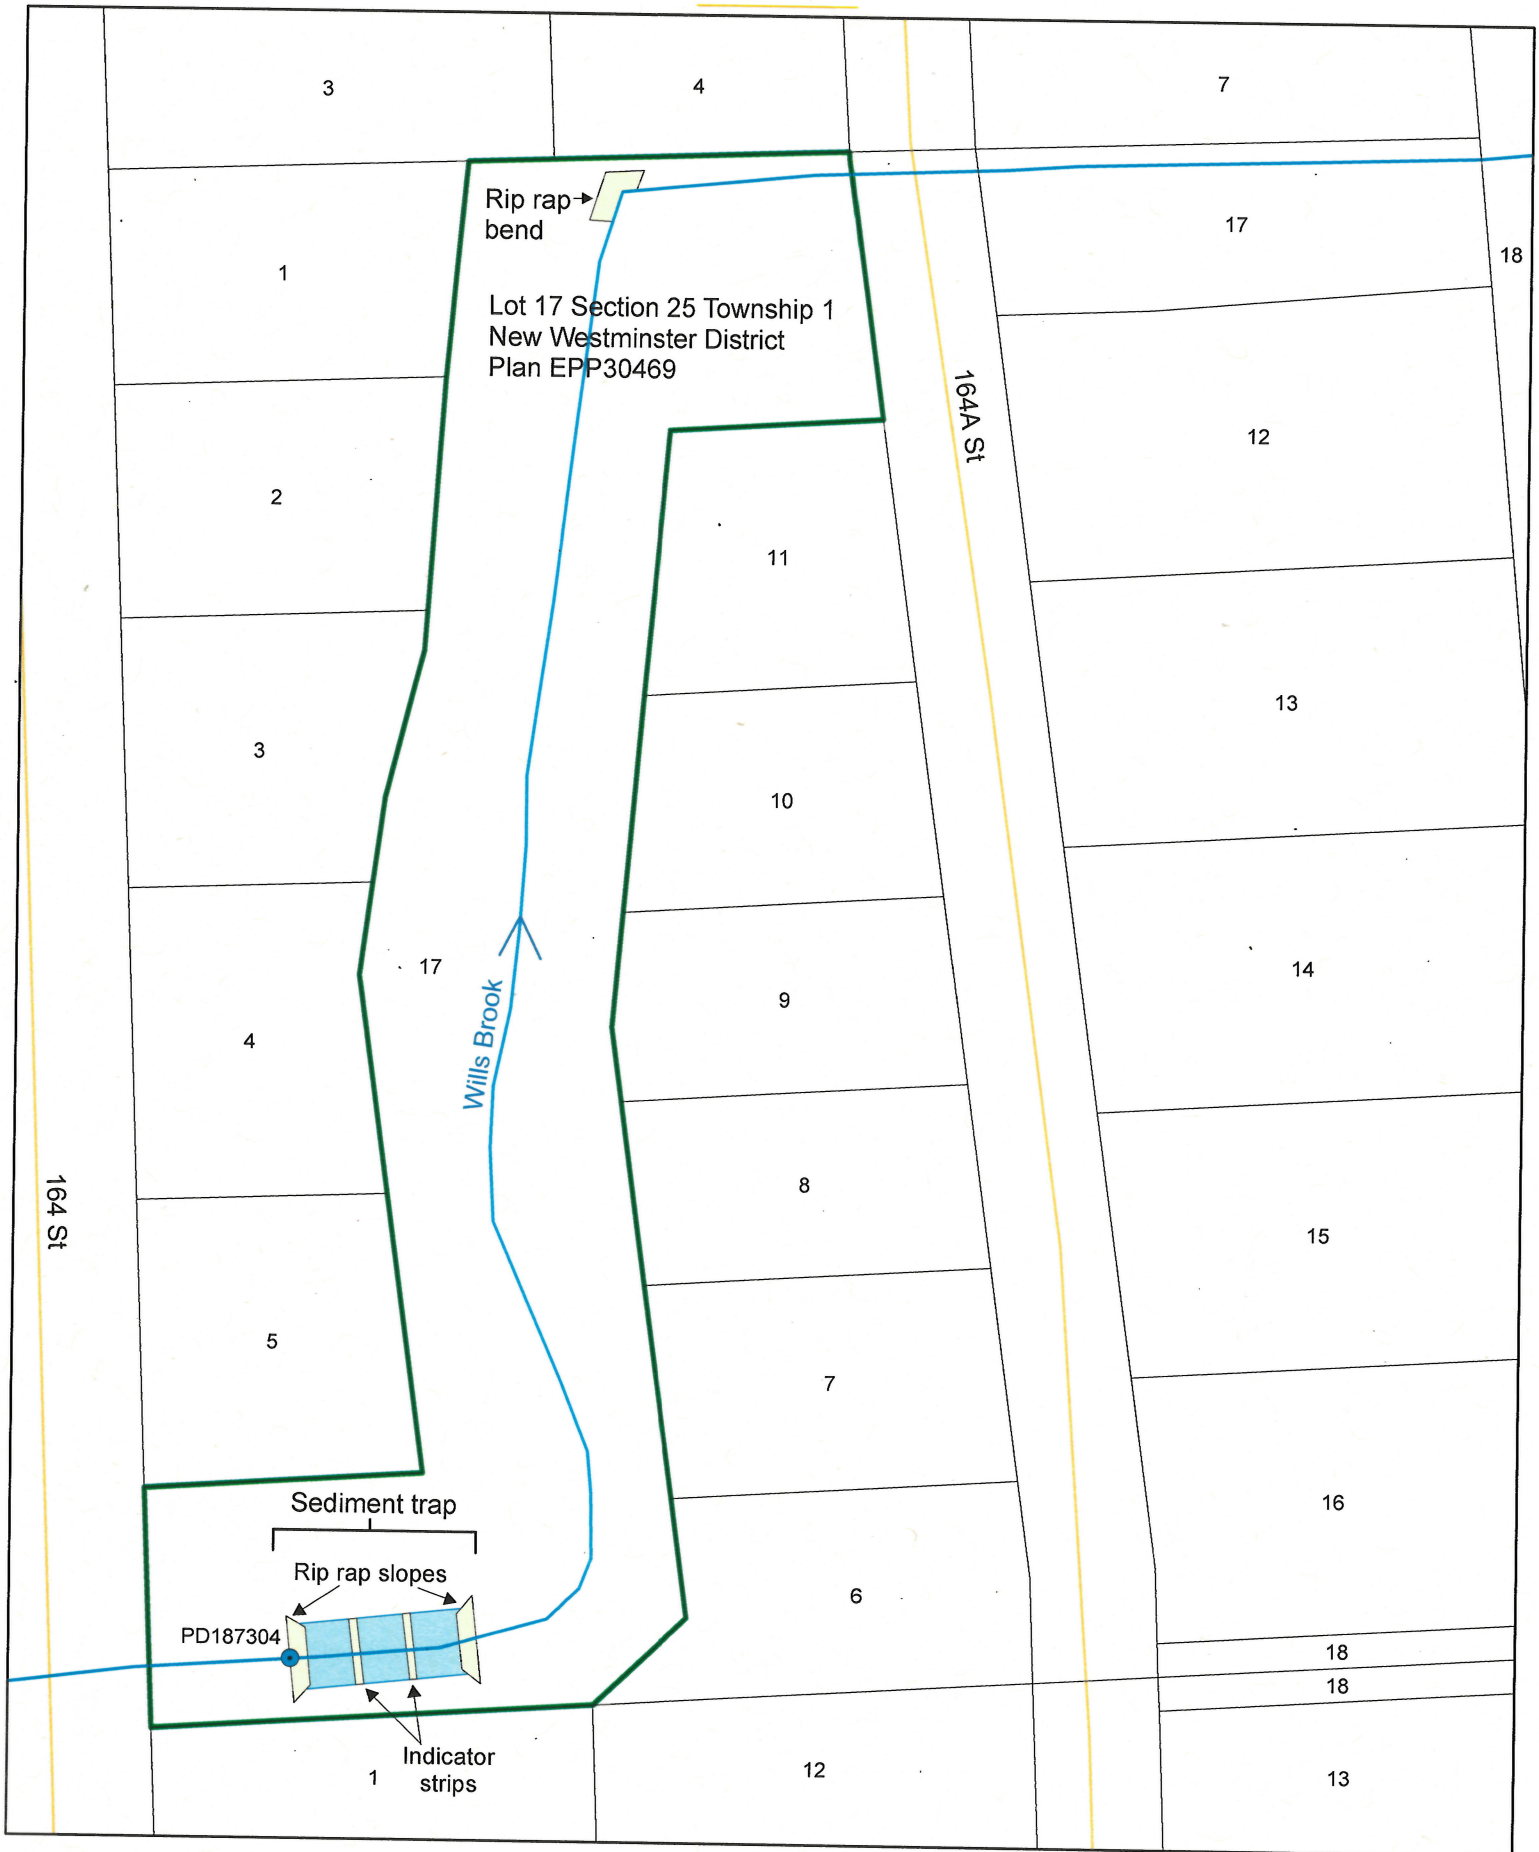 3
4
7
Rip rap
bend
1
17
18
Lot 17 Section 25 Township 1
New Westminster District
Plan EPP30469
164A St
12
2
11
13
3
10
17
14
9
4
Wills Brook
8
164 St
15
5
7
16
Sediment trap
Rip rap slopes
6
PD187304
18
18
Indicator
strips
1
12
13